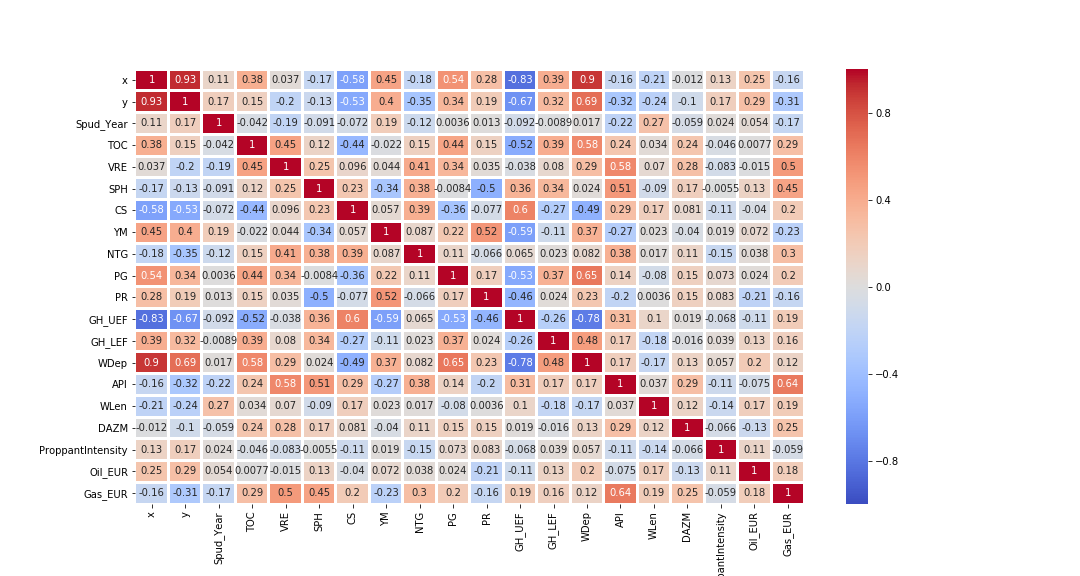 x 1 0.93 0.11 0.38 0.037 -0.17 -0.58 0.45 -0.18 0.54 0.28 -0.83 0.39 0.9 -0.16 -0.21 -0.012 0.13 0.25 -0.16
y 0.93 1 0.17 0.15 -0.2 -0.13 -0.53 0.4 -0.35 0.34 0.19 -0.67 0.32 0.69 -0.32 -0.24 -0.1 0.17 0.29 -0.31
Spud_Year 0.11 0.17 1 -0.042 -0.19 -0.091 -0.072 0.19 -0.12 0.0036 0.013 -0.092 -0.0089 0.017 -0.22 0.27 -0.059 0.024 0.054 -0.17
TOC 0.38 0.15 -0.042 1 0.45 0.12 -0.44 -0.022 0.15 0.44 0.15 -0.52 0.39 0.58 0.24 0.034 0.24 -0.046 0.0077 0.29
VRE 0.037 -0.2 -0.19 0.45 1 0.25 0.096 0.044 0.41 0.34 0.035 -0.038 0.08 0.29 0.58 0.07 0.28 -0.083 -0.015 0.5
SPH -0.17 -0.13 -0.091 0.12 0.25 1 0.23 -0.34 0.38 -0.0084 -0.5 0.36 0.34 0.024 0.51 -0.09 0.17 -0.0055 0.13 0.45
CS -0.58 -0.53 -0.072 -0.44 0.096 0.23 1 0.057 0.39 -0.36 -0.077 0.6 -0.27 -0.49 0.29 0.17 0.081 -0.11 -0.04 0.2
YM 0.45 0.4 0.19 -0.022 0.044 -0.34 0.057 1 0.087 0.22 0.52 -0.59 -0.11 0.37 -0.27 0.023 -0.04 0.019 0.072 -0.23
NTG -0.18 -0.35 -0.12 0.15 0.41 0.38 0.39 0.087 1 0.11 -0.066 0.065 0.023 0.082 0.38 0.017 0.11 -0.15 0.038 0.3
PG 0.54 0.34 0.0036 0.44 0.34 -0.0084 -0.36 0.22 0.11 1 0.17 -0.53 0.37 0.65 0.14 -0.08 0.15 0.073 0.024 0.2
PR 0.28 0.19 0.013 0.15 0.035 -0.5 -0.077 0.52 -0.066 0.17 1 -0.46 0.024 0.23 -0.2 0.0036 0.15 0.083 -0.21 -0.16
GH_UEF -0.83 -0.67 -0.092 -0.52 -0.038 0.36 0.6 -0.59 0.065 -0.53 -0.46 1 -0.26 -0.78 0.31 0.1 0.019 -0.068 -0.11 0.19
GH_LEF 0.39 0.32 -0.0089 0.39 0.08 0.34 -0.27 -0.11 0.023 0.37 0.024 -0.26 1 0.48 0.17 -0.18 -0.016 0.039 0.13 0.16
WDep 0.9 0.69 0.017 0.58 0.29 0.024 -0.49 0.37 0.082 0.65 0.23 -0.78 0.48 1 0.17 -0.17 0.13 0.057 0.2 0.12
API -0.16 -0.32 -0.22 0.24 0.58 0.51 0.29 -0.27 0.38 0.14 -0.2 0.31 0.17 0.17 1 0.037 0.29 -0.11 -0.075 0.64
WLen -0.21 -0.24 0.27 0.034 0.07 -0.09 0.17 0.023 0.017 -0.08 0.0036 0.1 -0.18 -0.17 0.037 1 0.12 -0.14 0.17 0.19
DAZM -0.012 -0.1 -0.059 0.24 0.28 0.17 0.081 -0.04 0.11 0.15 0.15 0.019 -0.016 0.13 0.29 0.12 1 -0.066 -0.13 0.25
ProppantIntensity 0.13 0.17 0.024 -0.046 -0.083 -0.0055 -0.11 0.019 -0.15 0.073 0.083 -0.068 0.039 0.057 -0.11 -0.14 -0.066 1 0.11 -0.059
Oil_EUR 0.25 0.29 0.054 0.0077 -0.015 0.13 -0.04 0.072 0.038 0.024 -0.21 -0.11 0.13 0.2 -0.075 0.17 -0.13 0.11 1 0.18
Gas_EUR -0.16 -0.31 -0.17 0.29 0.5 0.45 0.2 -0.23 0.3 0.2 -0.16 0.19 0.16 0.12 0.64 0.19 0.25 -0.059 0.18 1
x y Spud_Year TOC VRE SPH CS YM NTG PG PR GH_UEF GH_LEF WDep API WLen DAZM pantIntensity Oil_EUR Gas_EUR
0.8
0.4
0.0
−0.4
−0.8